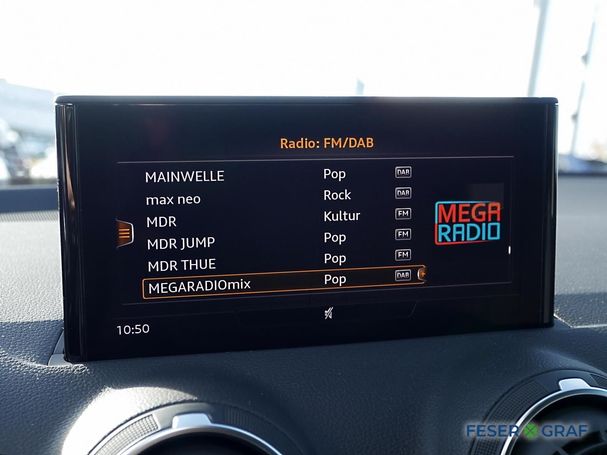 Radio: FM/DAB
MAINWELLE Pop DAB
max neo Rock DAB
MDR Kultur FM
MDR JUMP Pop FM
MDR THUE Pop FM
MEGARADIOmix Pop DAB
MEGA
RADIO
10:50
FESER GRAF